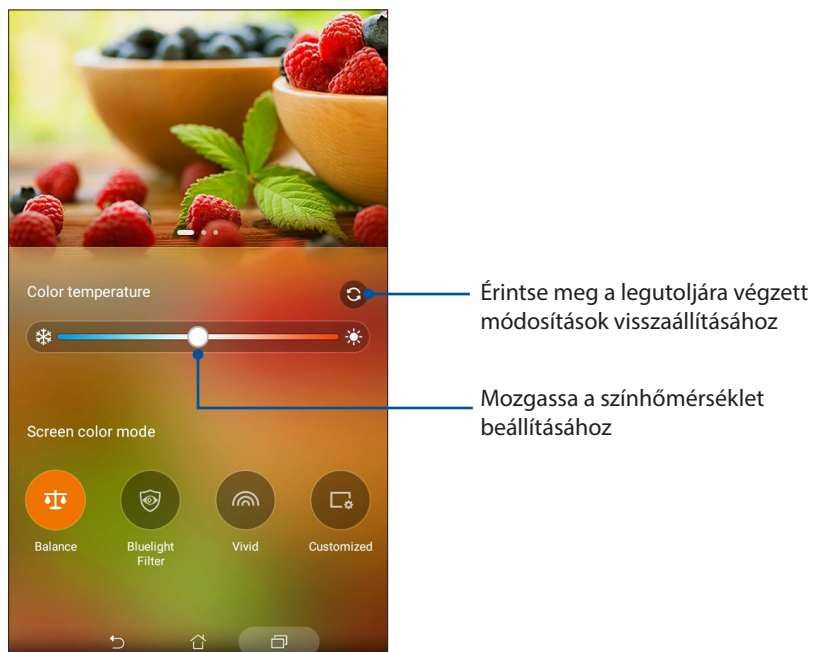 Color temperature
Érintse meg a legutoljára végzett
módosítások visszaállításához
Mozgassa a színhőmérséklet
beállításához
Screen color mode
Balance
Bluelight
Filter
Vivid
Customized